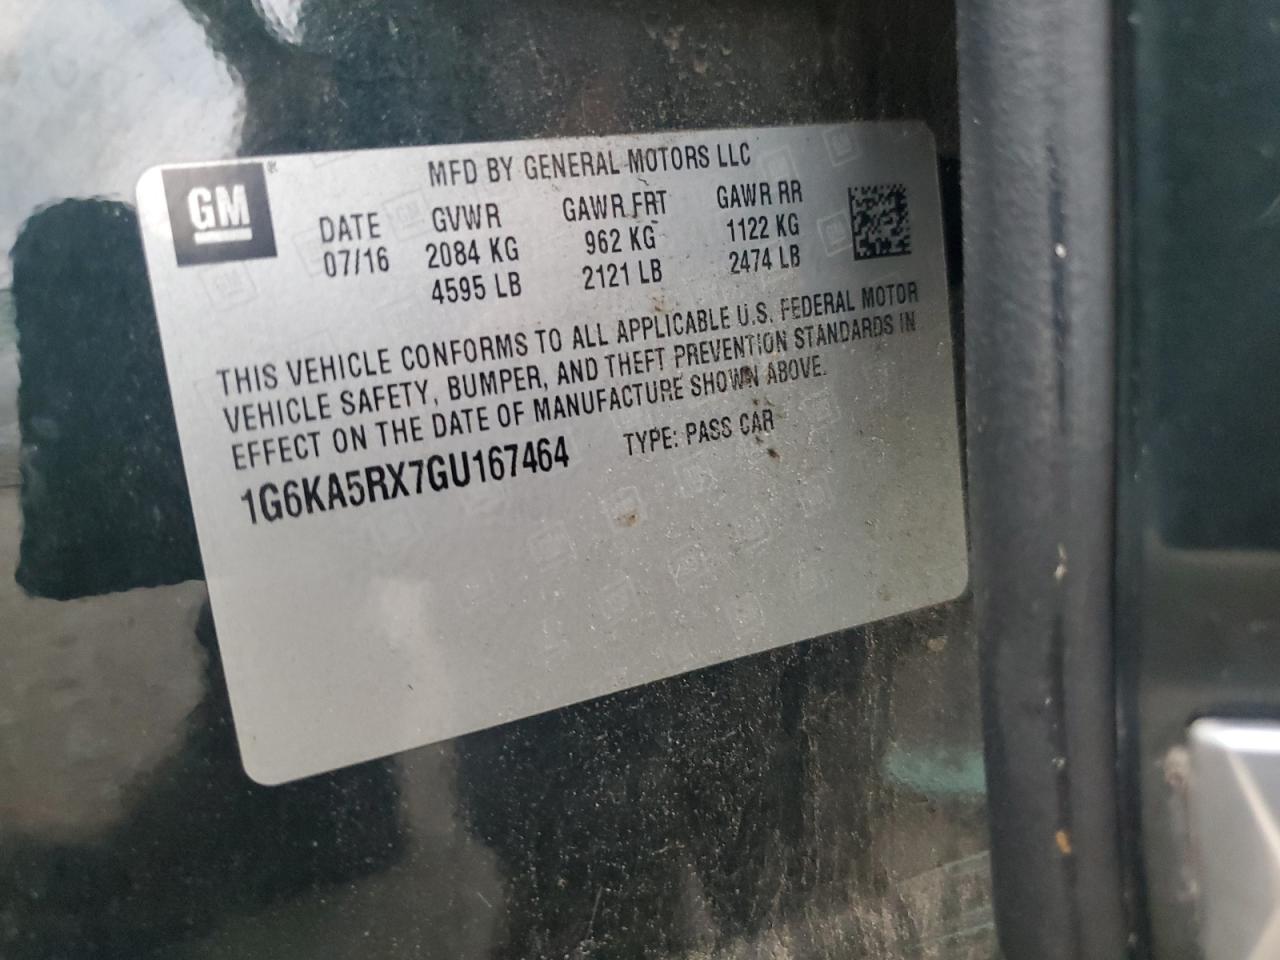 GM
MFD BY GENERAL MOTORS LLC
DATE GVWR GAWR FRT GAWR RR
07/16 2084 KG 962 KG 1122 KG
4595 LB 2121 LB 2474 LB
THIS VEHICLE CONFORMS TO ALL APPLICABLE U.S. FEDERAL MOTOR
VEHICLE SAFETY, BUMPER, AND THEFT PREVENTION STANDARDS IN
EFFECT ON THE DATE OF MANUFACTURE SHOWN ABOVE.
1G6KA5RX7GU167464 TYPE: PASS CAR